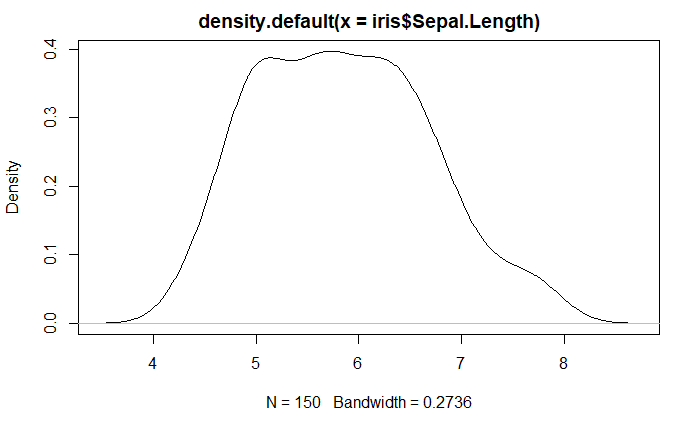 density.default(x = iris$Sepal.Length)
Density
0.4
0.3
0.2
0.1
0.0
4 5 6 7 8
N = 150 Bandwidth = 0.2736